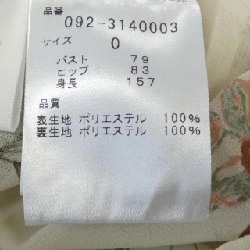 品番
092-3140003
サイズ
0
バスト 79
ヒップ 83
身長 157
品質
表生地 ポリエステル 100%
裏生地 ポリエステル 100%